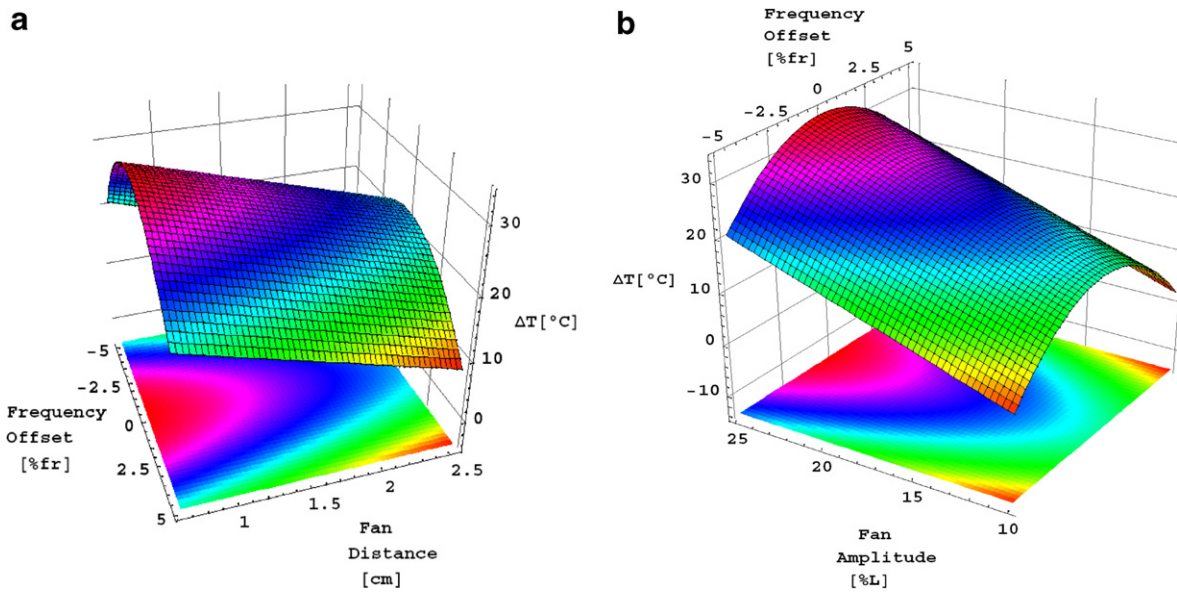 a
30
20
ΔT[°C]
10
0
-5
-2.5
0
2.5
5
Frequency
Offset
[%fr]
1
1.5
2
2.5
Fan
Distance
[cm]
b
Frequency
Offset
[%fr]
5
2.5
0
-2.5
-5
30
20
ΔT[°C]
10
0
-10
25
20
15
10
Fan
Amplitude
[%L]